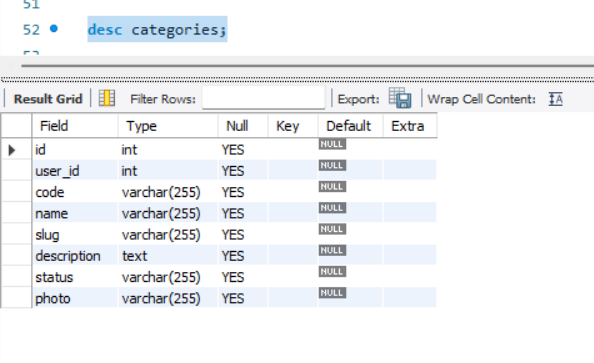 51
52 desc categories;
53
Result Grid Filter Rows: Export: Wrap Cell Content: IA
Field Type Null Key Default Extra
id int YES NULL
user_id int YES NULL
code varchar(255) YES NULL
name varchar(255) YES NULL
slug varchar(255) YES NULL
description text YES NULL
status varchar(255) YES NULL
photo varchar(255) YES NULL